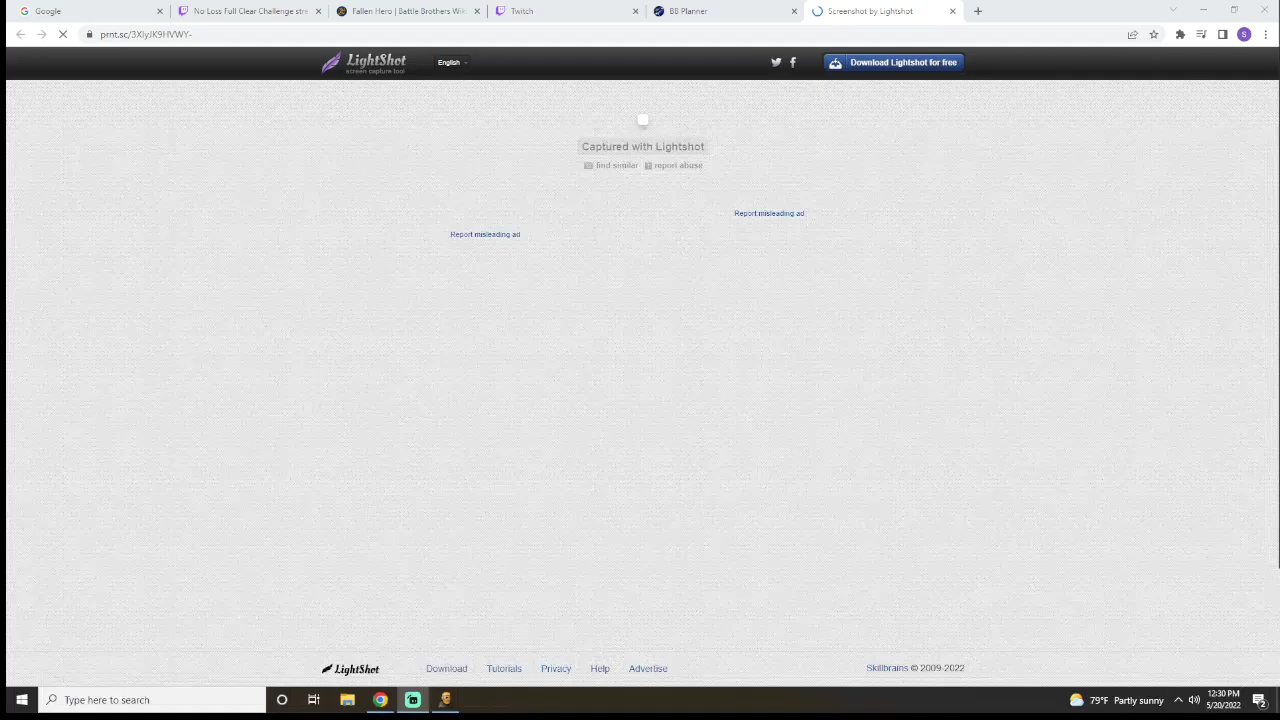 Google
No Loss Full Clear Challenge stre
Fallen Hero | Battle Brothers Wiki
Twitch
BB Planner
Screenshot by Lightshot
prnt.sc/3XlyJK9HVWY-
S
LightShot
screen capture tool
English
Download Lightshot for free
Captured with Lightshot
find similar
report abuse
Report misleading ad
Report misleading ad
LightShot
Download
Tutorials
Privacy
Help
Advertise
Skillbrains © 2009-2022
Type here to search
79°F Partly sunny
12:30 PM
5/20/2022
2